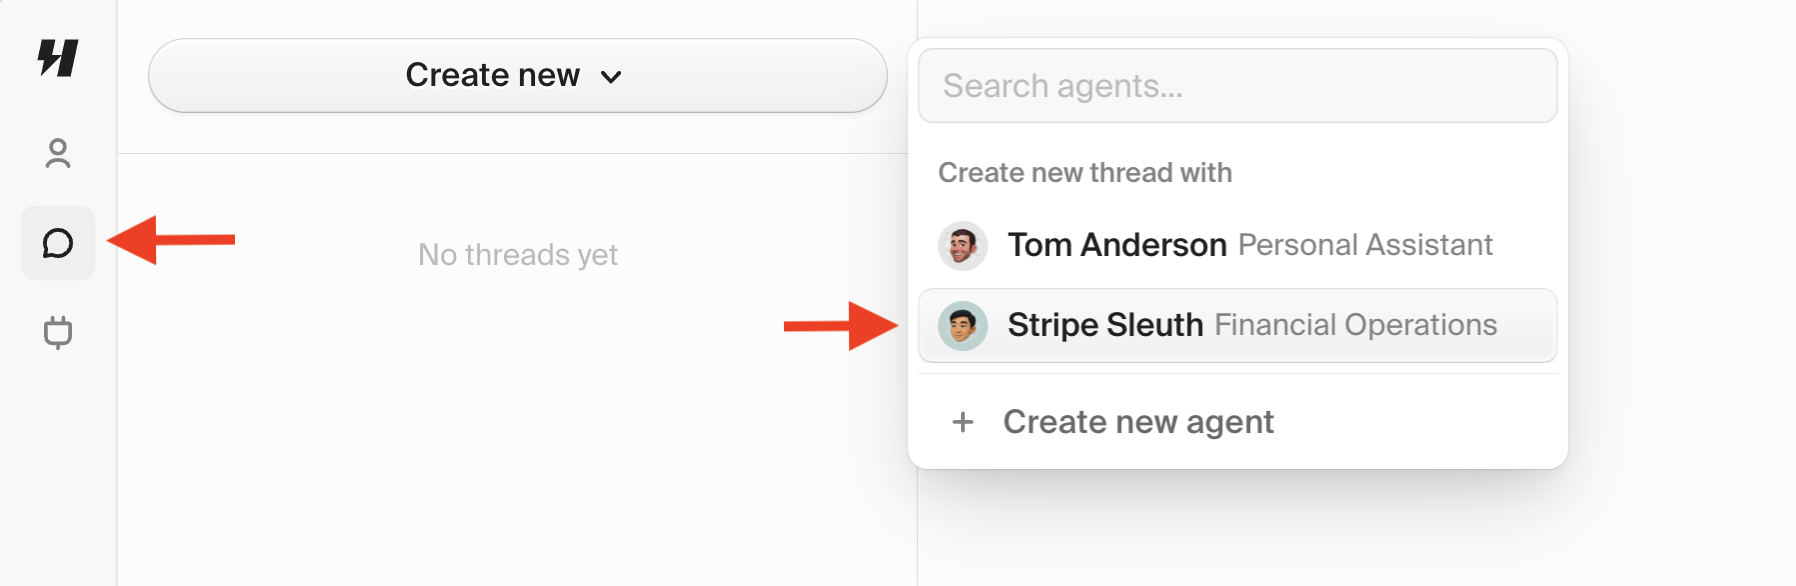 Create new
No threads yet
Search agents...
Create new thread with
Tom Anderson Personal Assistant
Stripe Sleuth Financial Operations
+ Create new agent